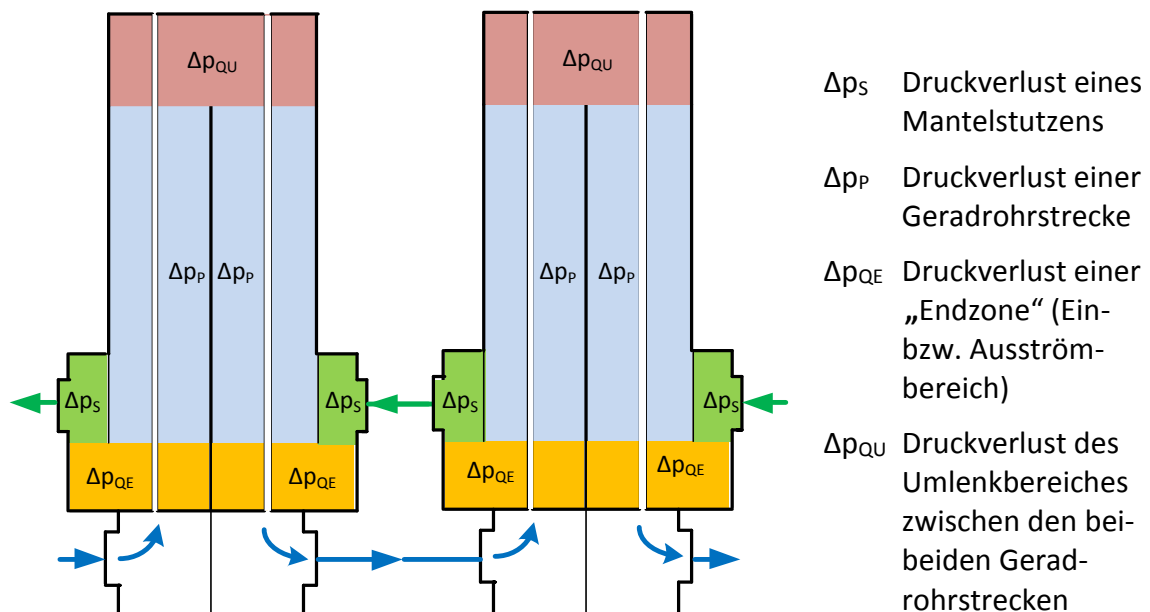 Δp_QU
Δp_QU
Δp_P Δp_P
Δp_P Δp_P
Δp_S
Δp_S
Δp_S
Δp_S
Δp_QE
Δp_QE
Δp_QE
Δp_QE
Δp_S Druckverlust eines
Mantelstutzens
Δp_P Druckverlust einer
Geradrohrstrecke
Δp_QE Druckverlust einer
„Endzone“ (Ein-
bzw. Ausström-
bereich)
Δp_QU Druckverlust des
Umlenkbereiches
zwischen den bei-
beiden Gerad-
rohrstrecken